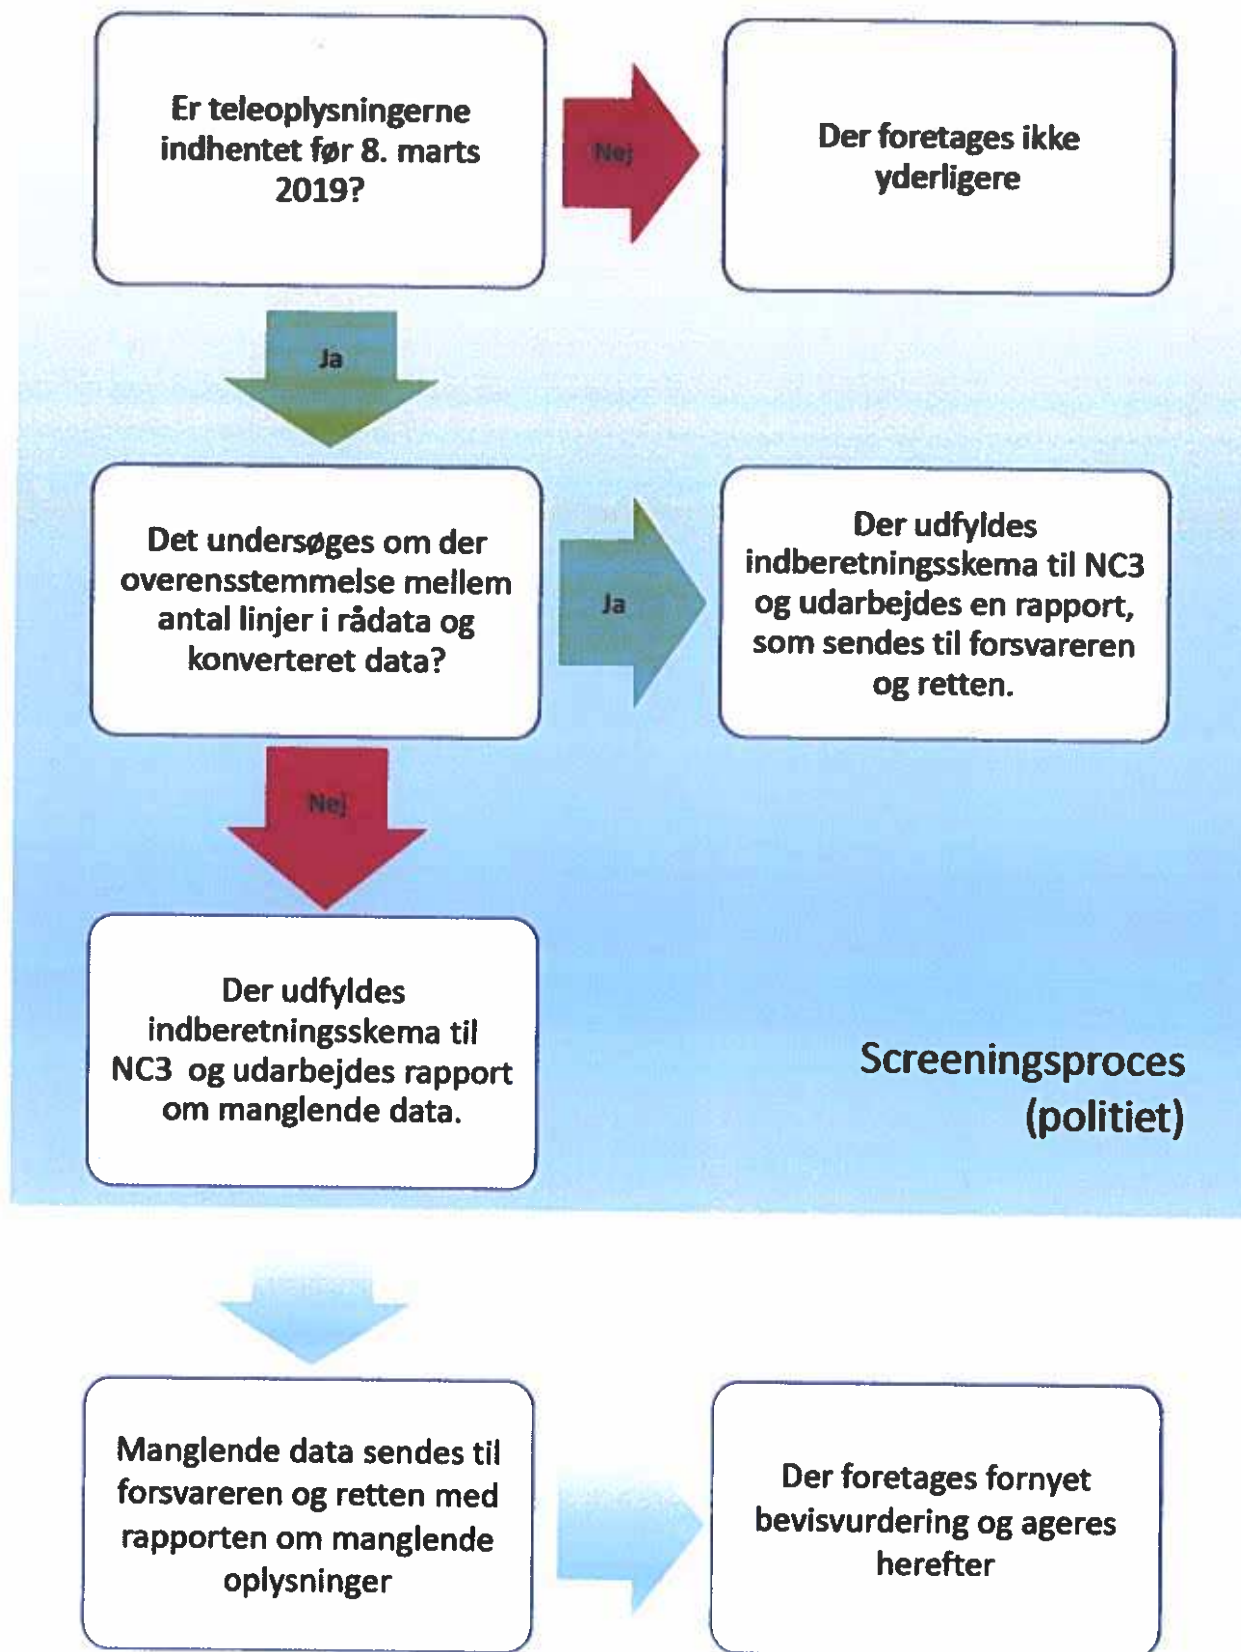 Er teleoplysningerne
indhentet før 8. marts
2019?
Nej
Der foretages ikke
yderligere
Ja
Det undersøges om der
overensstemmelse mellem
antal linjer i rådata og
konverteret data?
Ja
Der udfyldes
indberetningsskema til NC3
og udarbejdes en rapport,
som sendes til forsvareren
og retten.
Nej
Der udfyldes
indberetningsskema til
NC3 og udarbejdes rapport
om manglende data.
Screeningsproces
(politiet)
Manglende data sendes til
forsvareren og retten med
rapporten om manglende
oplysninger
Der foretages fornyet
bevisvurdering og ageres
herefter